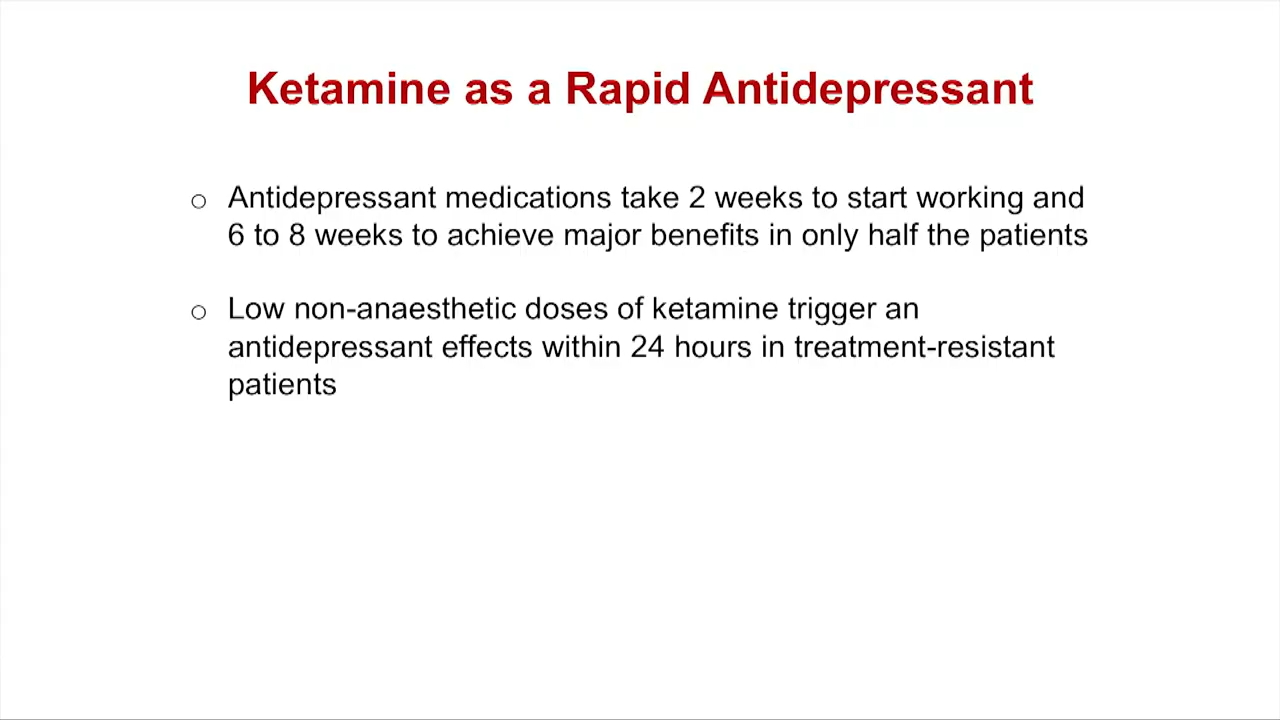 Ketamine as a Rapid Antidepressant
○ Antidepressant medications take 2 weeks to start working and
6 to 8 weeks to achieve major benefits in only half the patients
○ Low non-anaesthetic doses of ketamine trigger an
antidepressant effects within 24 hours in treatment-resistant
patients